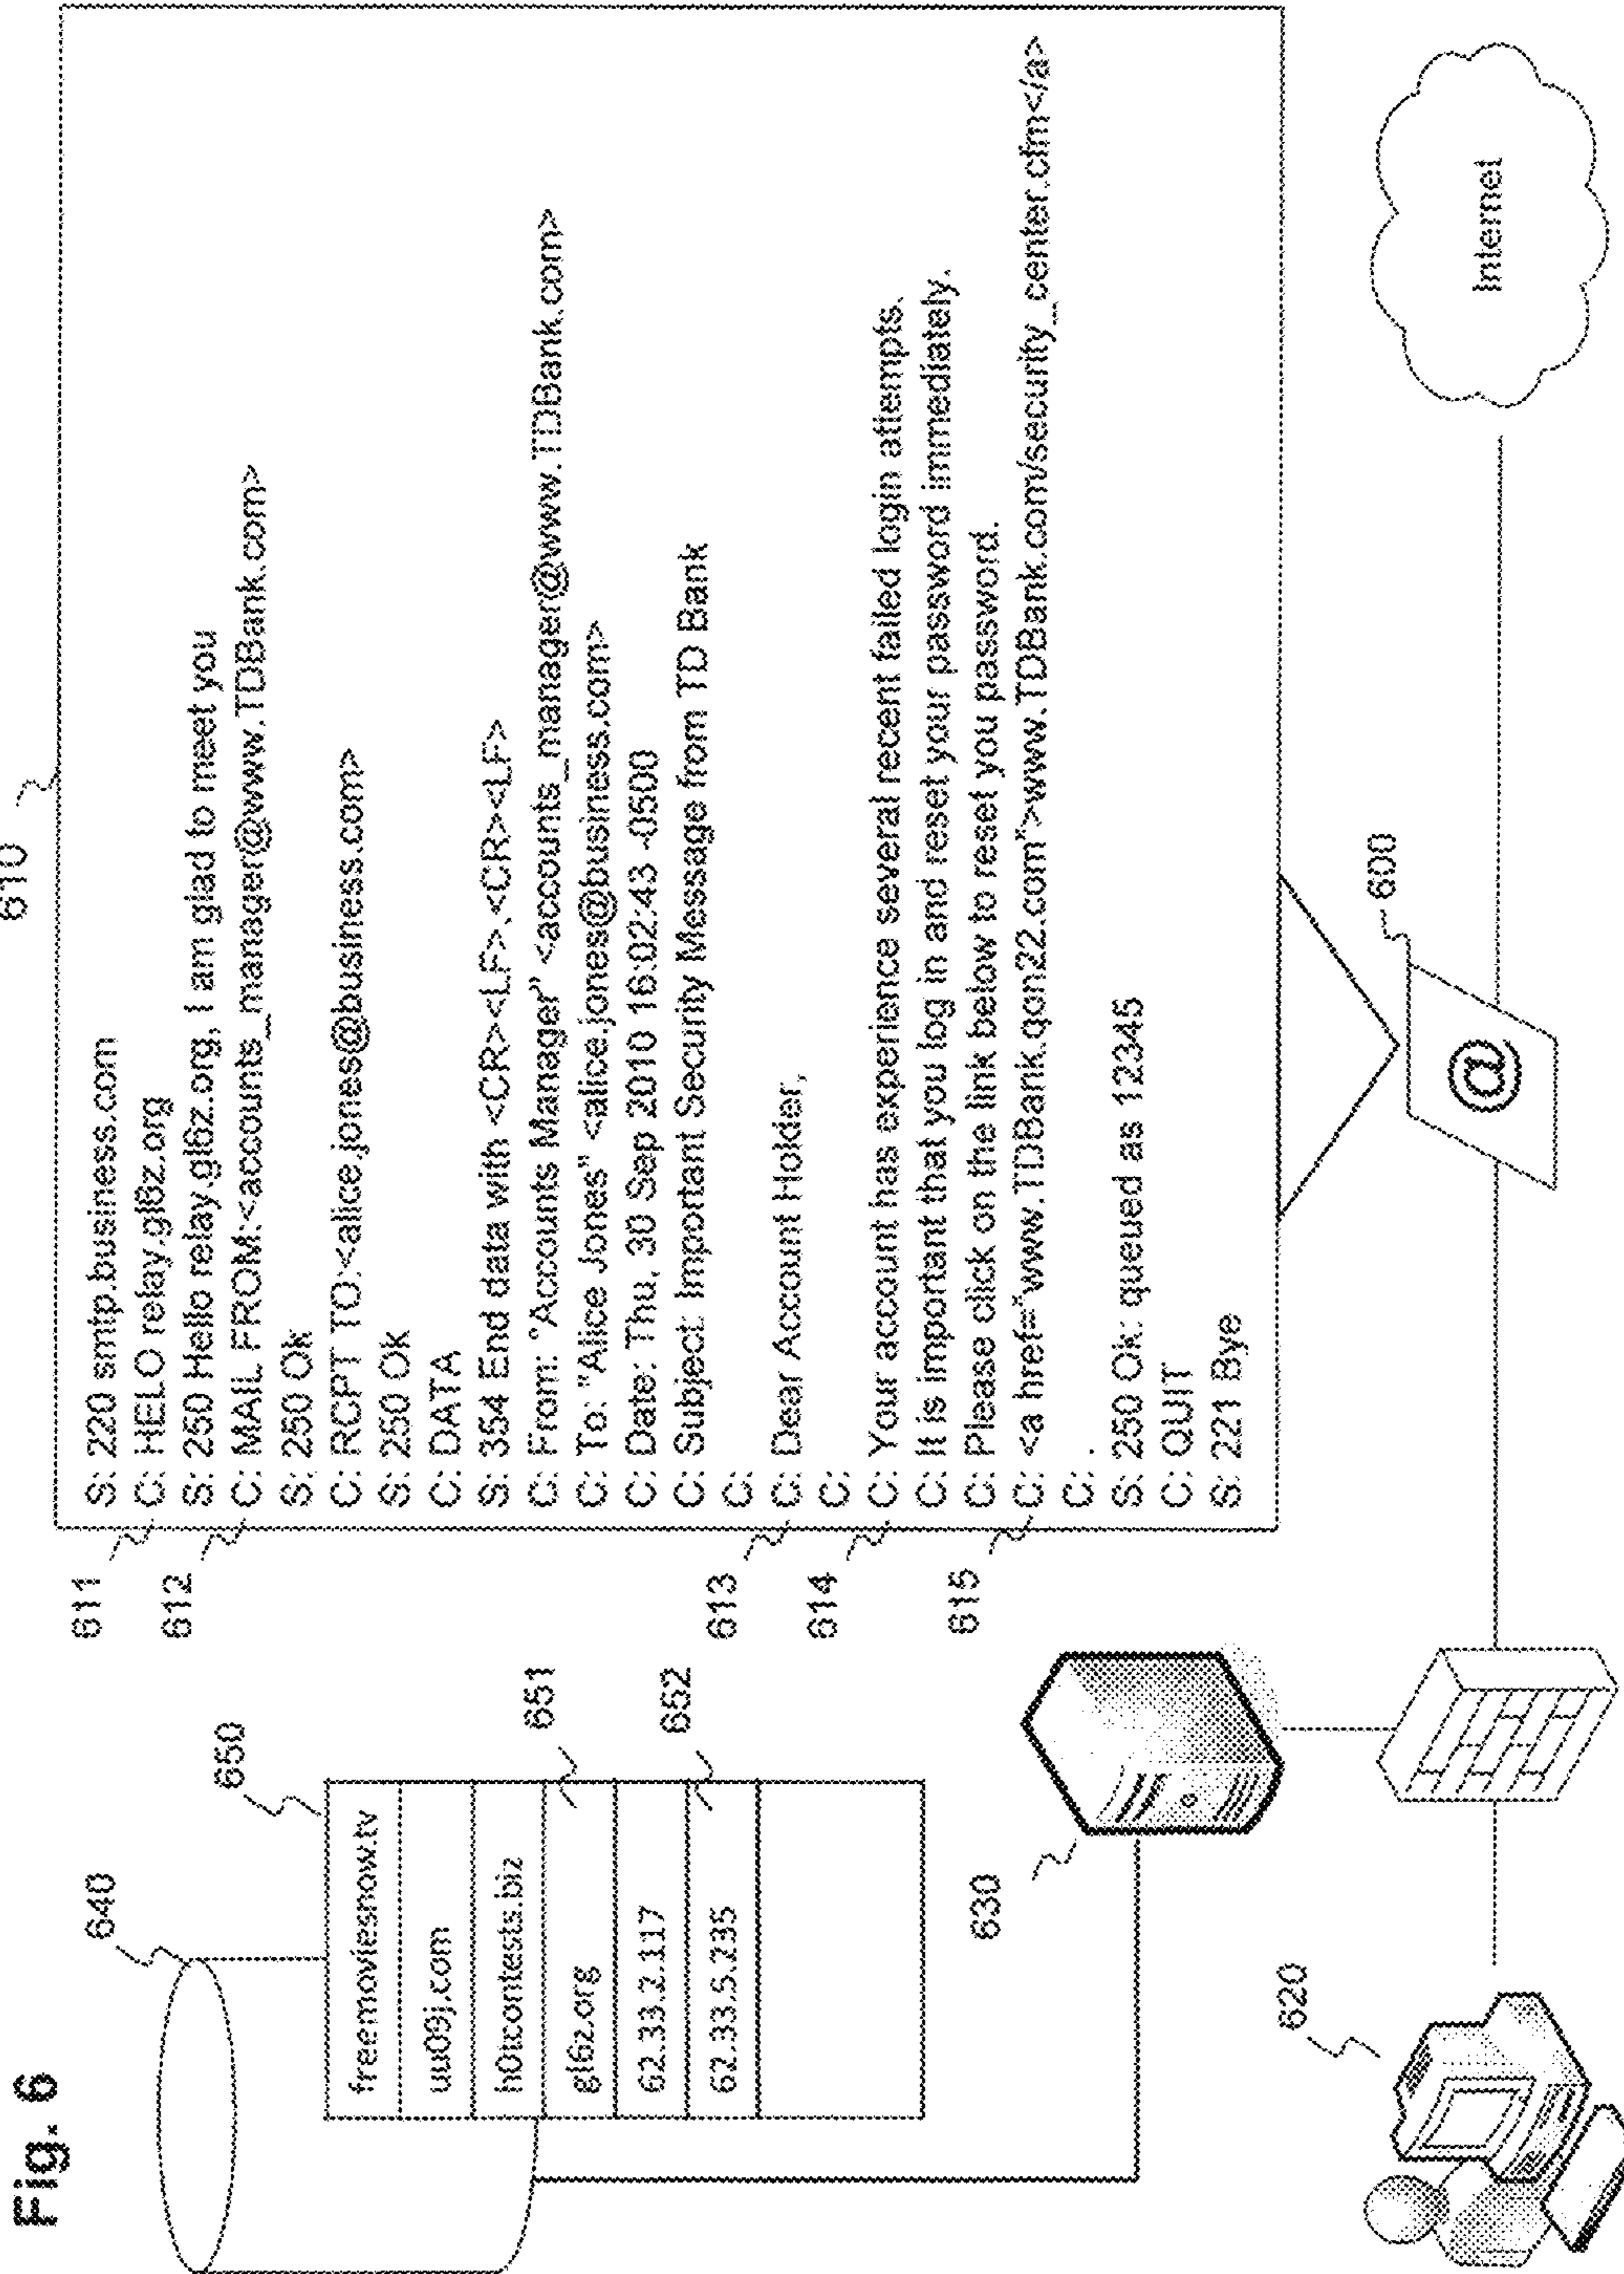 Fig. 6
640
650
freemoviesnow.tv
uu09j.com
h0tcontests.biz
gl6z.org
62.33.2.117
62.33.5.235
651
652
630
620
610
611
612
613
614
615
S: 220 smtp.business.com
C: HELO relay.gl6z.org
S: 250 Hello relay.gl6z.org, I am glad to meet you
C: MAIL FROM:<accounts_manager@www.TDBank.com>
S: 250 Ok
C: RCPT TO:<alice.jones@business.com>
S: 250 Ok
C: DATA
S: 354 End data with <CR><LF>.<CR><LF>
C: From: "Accounts Manager" <accounts_manager@www.TDBank.com>
C: To: "Alice Jones" <alice.jones@business.com>
C: Date: Thu, 30 Sep 2010 16:02:43 -0500
C: Subject: Important Security Message from TD Bank
C:
C: Dear Account Holder,
C:
C: Your account has experience several recent failed login attempts.
C: It is important that you log in and reset your password immediately.
C: Please click on the link below to reset you password.
C: <a href="www.TDBank.qon22.com">www.TDBank.com/security_center.cfm</a>
C: .
S: 250 Ok: queued as 12345
C: QUIT
S: 221 Bye
600
@
Internet